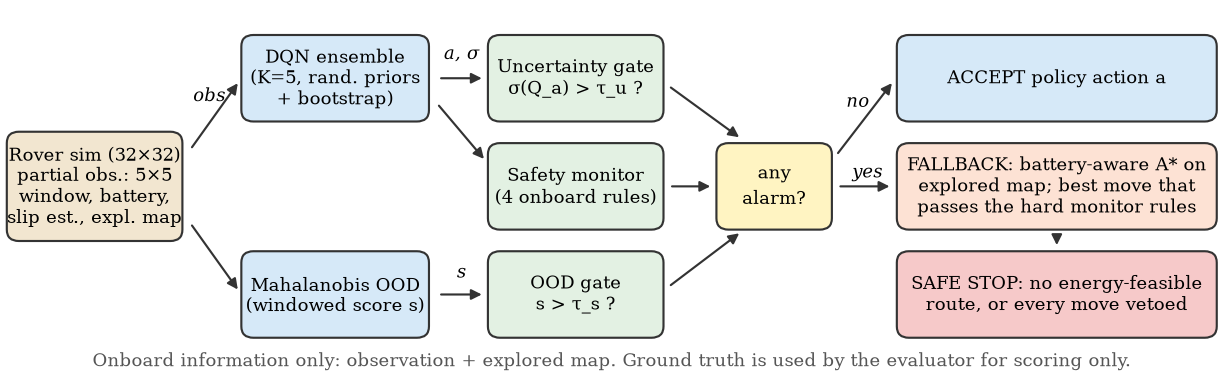 Rover sim (32×32)
partial obs.: 5×5
window, battery,
slip est., expl. map
obs
DQN ensemble
(K=5, rand. priors
+ bootstrap)
a, σ
Uncertainty gate
σ(Q_a) > τ_u ?
Safety monitor
(4 onboard rules)
Mahalanobis OOD
(windowed score s)
s
OOD gate
s > τ_s ?
any
alarm?
no
ACCEPT policy action a
yes
FALLBACK: battery-aware A* on
explored map; best move that
passes the hard monitor rules
SAFE STOP: no energy-feasible
route, or every move vetoed
Onboard information only: observation + explored map. Ground truth is used by the evaluator for scoring only.